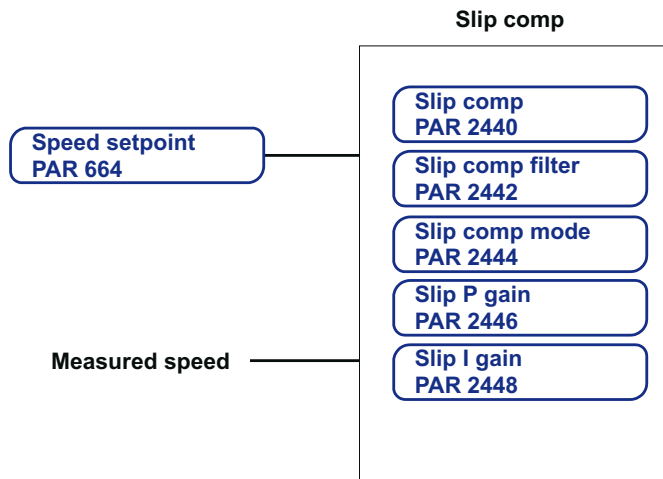 Slip comp
Speed setpoint
PAR 664
Measured speed
Slip comp
PAR 2440
Slip comp filter
PAR 2442
Slip comp mode
PAR 2444
Slip P gain
PAR 2446
Slip I gain
PAR 2448